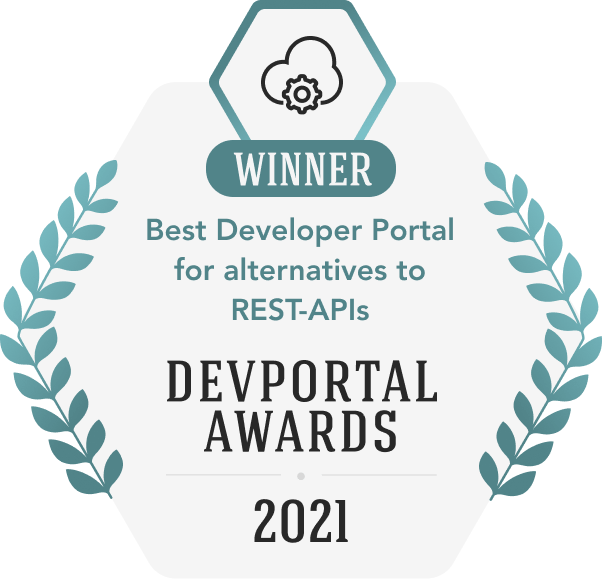 WINNER
Best Developer Portal
for alternatives to
REST-APIs
DEVPORTAL
AWARDS
2021